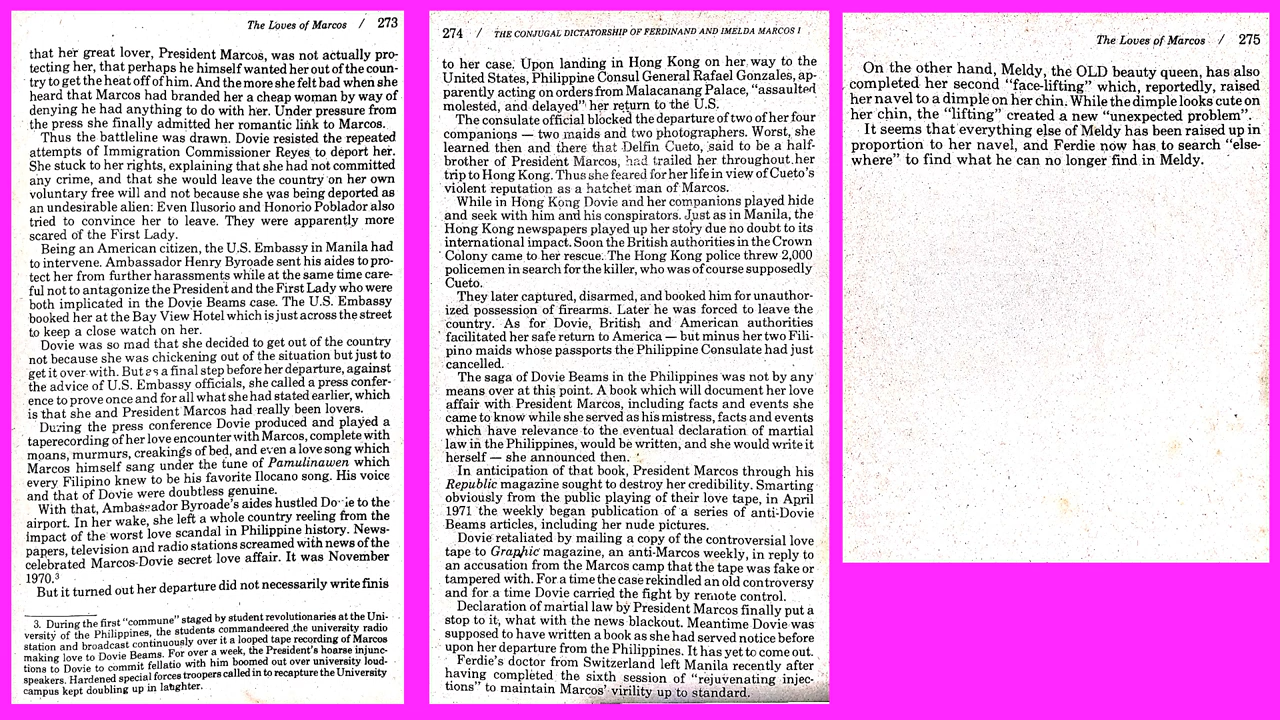 The Loves of Marcos / 273
that her great lover, President Marcos, was not actually pro-
tecting her, that perhaps he himself wanted her out of the coun-
try to get the heat off of him. And the more she felt bad when she
heard that Marcos had branded her a cheap woman by way of
denying he had anything to do with her. Under pressure from
the press she finally admitted her romantic link to Marcos.
Thus the battleline was drawn. Dovie resisted the repeated
attempts of Immigration Commissioner Reyes to deport her.
She stuck to her rights, explaining that she had not committed
any crime, and that she would leave the country on her own
voluntary free will and not because she was being deported as
an undesirable alien. Even Ilusorio and Honorio Poblador also
tried to convince her to leave. They were apparently more
scared of the First Lady.
Being an American citizen, the U.S. Embassy in Manila had
to intervene. Ambassador Henry Byroade sent his aides to pro-
tect her from further harassments while at the same time care-
ful not to antagonize the President and the First Lady who were
both implicated in the Dovie Beams case. The U.S. Embassy
booked her at the Bay View Hotel which is just across the street
to keep a close watch on her.
Dovie was so mad that she decided to get out of the country
not because she was chickening out of the situation but just to
get it over with. But as a final step before her departure, against
the advice of U.S. Embassy officials, she called a press confer-
ence to prove once and for all what she had stated earlier, which
is that she and President Marcos had really been lovers.
During the press conference Dovie produced and played a
taperecording of her love encounter with Marcos, complete with
moans, murmurs, creakings of bed, and even a love song which
Marcos himself sang under the tune of Pamulinawen which
every Filipino knew to be his favorite Ilocano song. His voice
and that of Dovie were doubtless genuine.
With that, Ambassador Byroade's aides hustled Dovie to the
airport. In her wake, she left a whole country reeling from the
impact of the worst love scandal in Philippine history. News-
papers, television and radio stations screamed with news of the
celebrated Marcos-Dovie secret love affair. It was November
1970.³
But it turned out her departure did not necessarily write finis
3. During the first "commune" staged by student revolutionaries at the Uni-
versity of the Philippines, the students commandeered the university radio
station and broadcast continuously over it a looped tape recording of Marcos
making love to Dovie Beams. For over a week, the President's hoarse injunc-
tions to Dovie to commit fellatio with him boomed out over university loud-
speakers. Hardened special forces troopers called in to recapture the University
campus kept doubling up in laughter.
274 / THE CONJUGAL DICTATORSHIP OF FERDINAND AND IMELDA MARCOS I
to her case. Upon landing in Hong Kong on her way to the
United States, Philippine Consul General Rafael Gonzales, ap-
parently acting on orders from Malacanang Palace, "assaulted
molested, and delayed" her return to the U.S.
The consulate official blocked the departure of two of her four
companions — two maids and two photographers. Worst, she
learned then and there that Delfin Cueto, said to be a half-
brother of President Marcos, had trailed her throughout her
trip to Hong Kong. Thus she feared for her life in view of Cueto's
violent reputation as a hatchet man of Marcos.
While in Hong Kong Dovie and her companions played hide
and seek with him and his conspirators. Just as in Manila, the
Hong Kong newspapers played up her story due no doubt to its
international impact. Soon the British authorities in the Crown
Colony came to her rescue. The Hong Kong police threw 2,000
policemen in search for the killer, who was of course supposedly
Cueto.
They later captured, disarmed, and booked him for unauthor-
ized possession of firearms. Later he was forced to leave the
country. As for Dovie, British and American authorities
facilitated her safe return to America — but minus her two Fili-
pino maids whose passports the Philippine Consulate had just
cancelled.
The saga of Dovie Beams in the Philippines was not by any
means over at this point. A book which will document her love
affair with President Marcos, including facts and events she
came to know while she served as his mistress, facts and events
which have relevance to the eventual declaration of martial
law in the Philippines, would be written, and she would write it
herself — she announced then.
In anticipation of that book, President Marcos through his
Republic magazine sought to destroy her credibility. Smarting
obviously from the public playing of their love tape, in April
1971 the weekly began publication of a series of anti-Dovie
Beams articles, including her nude pictures.
Dovie retaliated by mailing a copy of the controversial love
tape to Graphic magazine, an anti-Marcos weekly, in reply to
an accusation from the Marcos camp that the tape was fake or
tampered with. For a time the case rekindled an old controversy
and for a time Dovie carried the fight by remote control.
Declaration of martial law by President Marcos finally put a
stop to it, what with the news blackout. Meantime Dovie was
supposed to have written a book as she had served notice before
upon her departure from the Philippines. It has yet to come out.
Ferdie's doctor from Switzerland left Manila recently after
having completed the sixth session of "rejuvenating injec-
tions" to maintain Marcos' virility up to standard.
The Loves of Marcos / 275
On the other hand, Meldy, the OLD beauty queen, has also
completed her second "face-lifting" which, reportedly, raised
her navel to a dimple on her chin. While the dimple looks cute on
her chin, the "lifting" created a new "unexpected problem".
It seems that everything else of Meldy has been raised up in
proportion to her navel, and Ferdie now has to search "else-
where" to find what he can no longer find in Meldy.